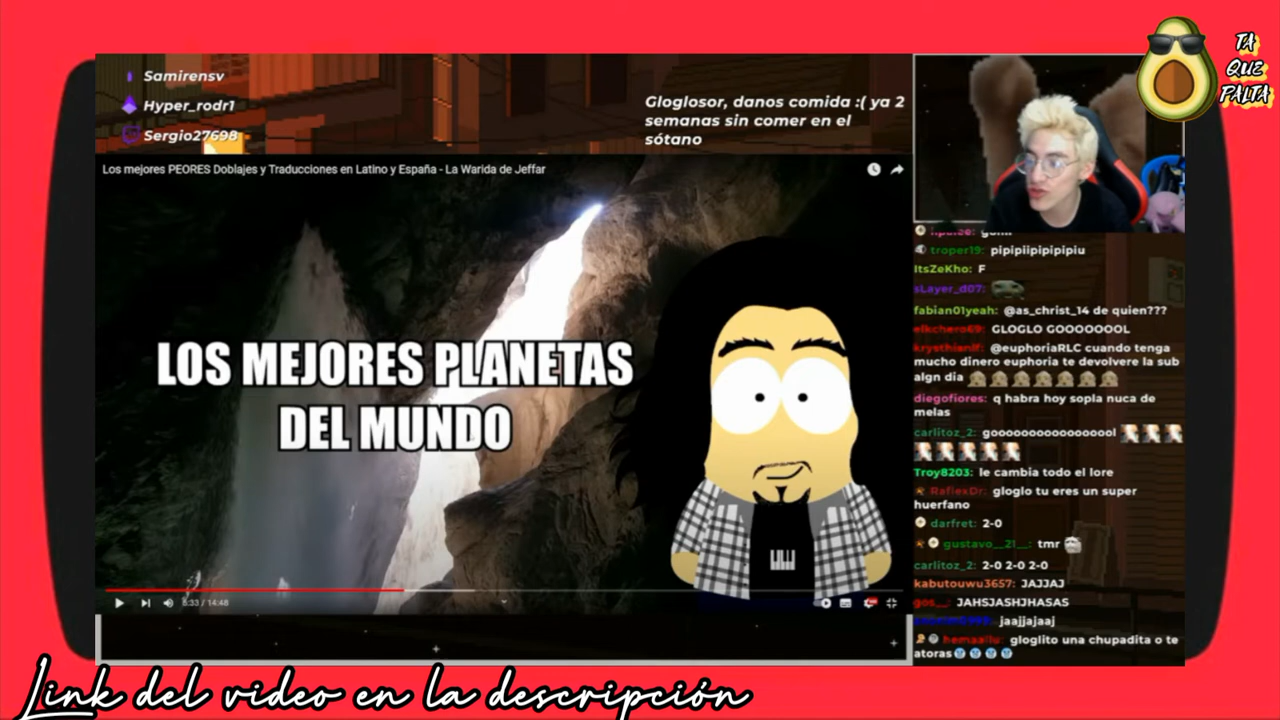 TA
QUE
PALTA
Samirensv
Hyper_rodr1
Sergio27698
Gloglosor, danos comida :( ya 2
semanas sin comer en el
sótano
Los mejores PEORES Doblajes y Traducciones en Latino y España - La Warida de Jeffar
LOS MEJORES PLANETAS
DEL MUNDO
5:33 / 14:48
troper19: pipipiipipipipiu
ItsZeKho: F
sLayer_d07:
fabian01yeah: @as_christ_14 de quien???
elkchero69: GLOGLO GOOOOOOOL
krysthianlf: @euphoriaRLC cuando tenga
mucho dinero euphoria te devolvere la sub
algn dia
diegofiores: q habra hoy sopla nuca de
melas
carlitoz_2: gooooooooooooooool
Troy8203: le cambia todo el lore
RafiexDr: gloglo tu eres un super
huerfano
darfret: 2-0
gustavo__21__: tmr
carlitoz_2: 2-0 2-0 2-0
kabutouwu3657: JAJJAJ
gos__: JAHSJASHJHASAS
jaajjajaaj
hemaallu: gloglito una chupadita o te
atoras
Link del video en la descripción